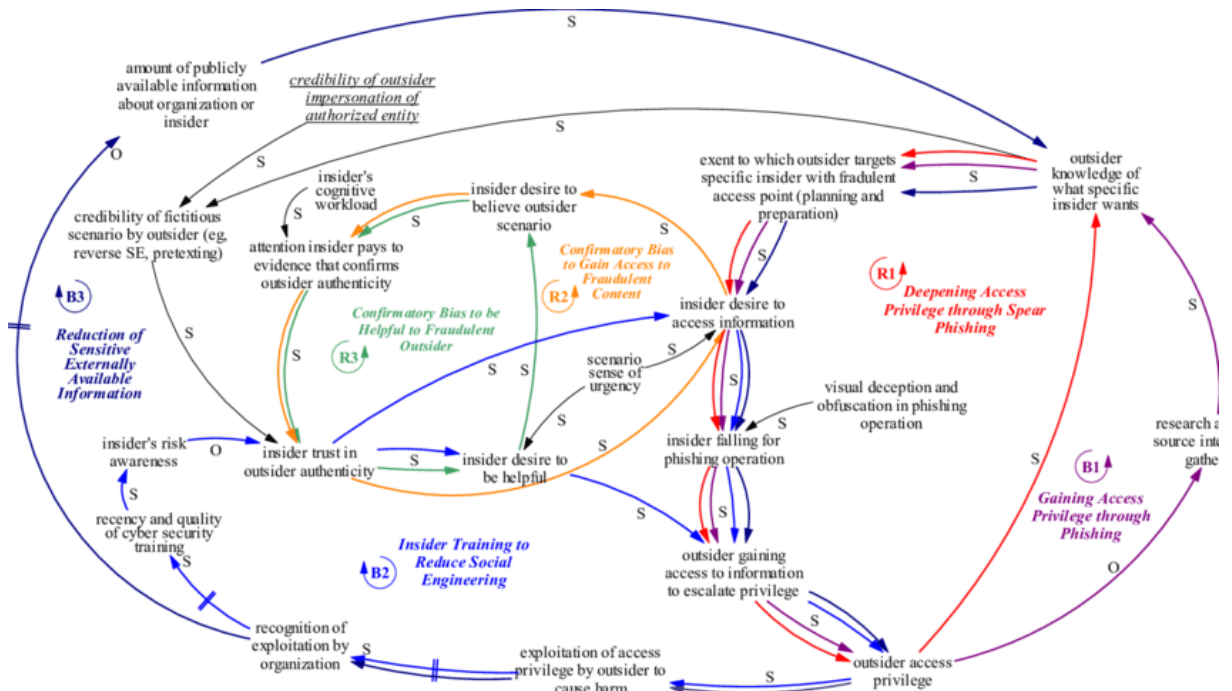 S
amount of publicly
available information
about organization or
insider
O
credibility of outsider
impersonation of
authorized entity
S
S
insider's
cognitive
workload
S
credibility of fictitious
scenario by outsider (eg,
reverse SE, pretexting)
insider desire to
believe outsider
scenario
S
attention insider pays to
evidence that confirms
outsider authenticity
exent to which outsider targets
specific insider with fradulent
access point (planning and
preparation)
S
outsider
knowledge of
what specific
insider wants
S
S
B3
Reduction of
Sensitive
Externally
Available
Information
S
Confirmatory Bias
to Gain Access to
Fraudulent
Content
R2
R1
Deepening Access
Privilege through Spear
Phishing
Confirmatory Bias to be
Helpful to Fraudulent
Outsider
R3
S
insider desire to
access information
S
S
scenario
sense of
urgency
S
S
S
S
visual deception and
obfuscation in phishing
operation
S
insider's risk
awareness
O
insider trust in
outsider authenticity
S
insider desire to
be helpful
S
S
insider falling for
phishing operation
S
research a
source inte
gathe
B1
Gaining Access
Privilege through
Phishing
S
recency and quality
of cyber security
training
S
S
S
Insider Training to
Reduce Social
Engineering
B2
outsider gaining
access to information
to escalate privilege
S
O
recognition of
exploitation by
organization
S
exploitation of access
privilege by outsider to
cause harm
S
outsider access
privilege